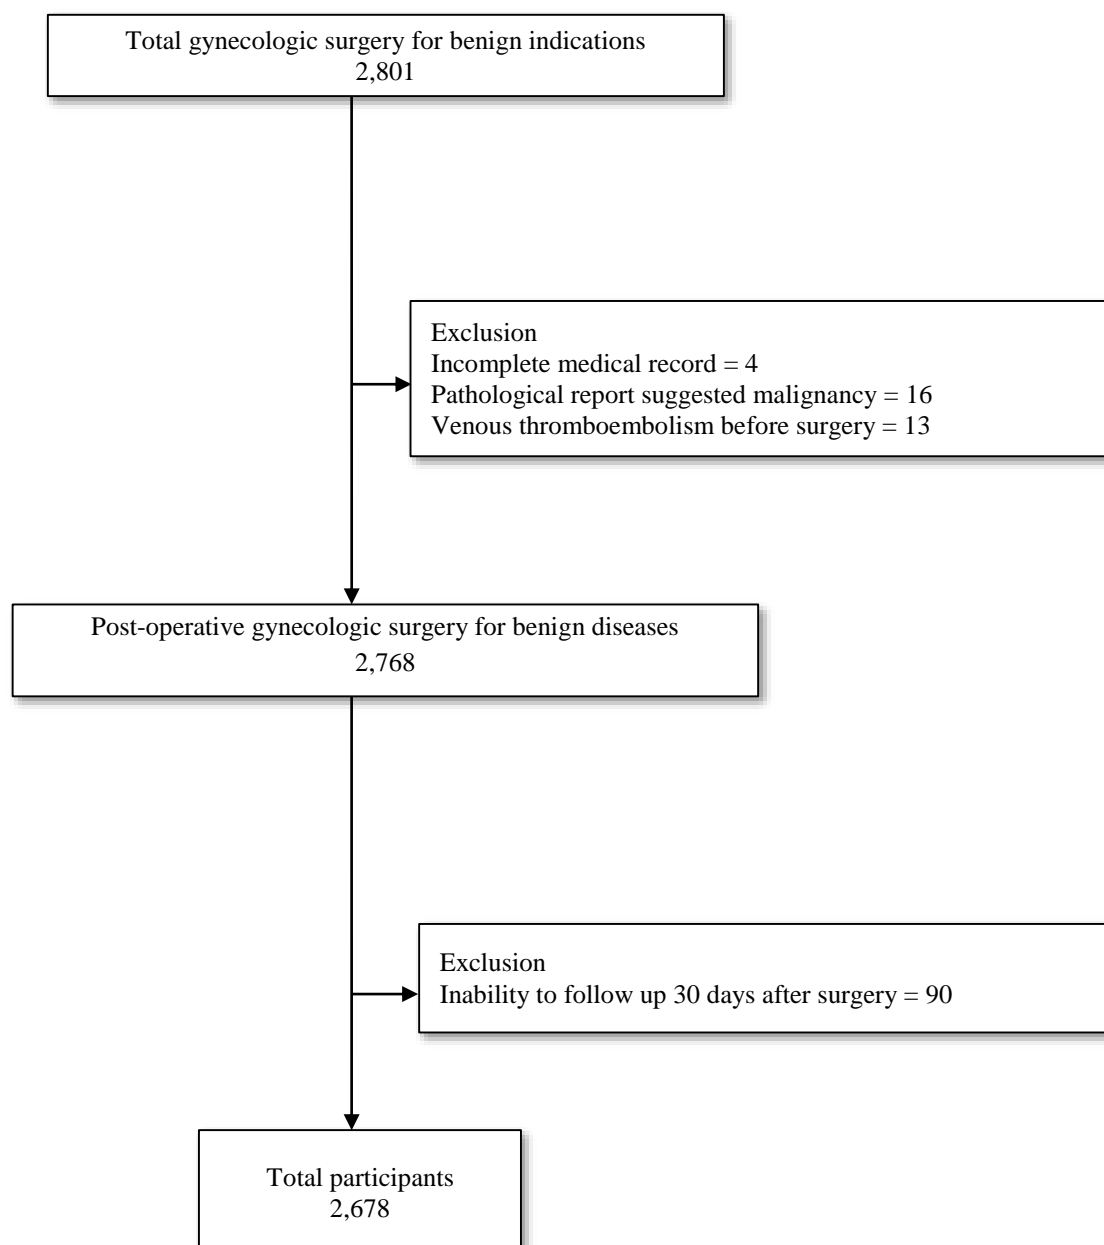 Total gynecologic surgery for benign indications
2,801
Exclusion
Incomplete medical record = 4
Pathological report suggested malignancy = 16
Venous thromboembolism before surgery = 13
Post-operative gynecologic surgery for benign diseases
2,768
Exclusion
Inability to follow up 30 days after surgery = 90
Total participants
2,678